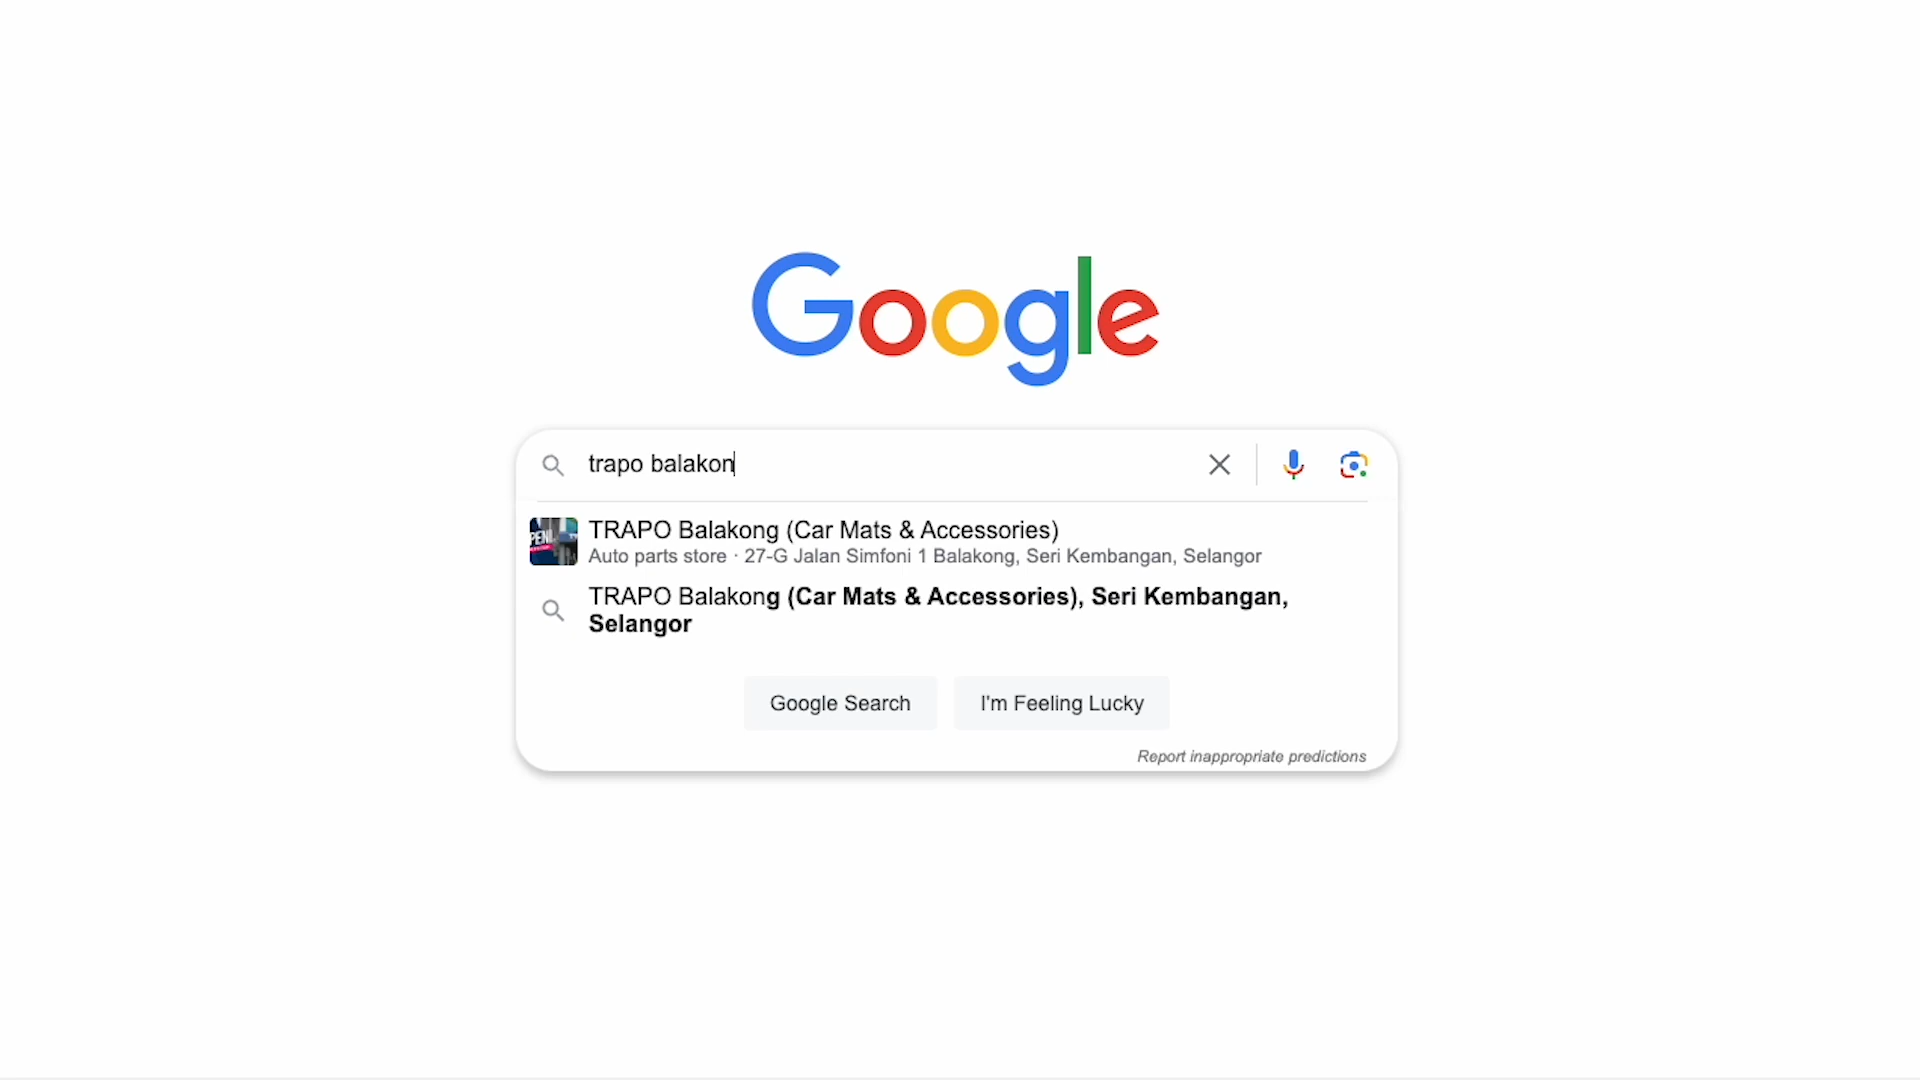 Google
trapo balakon
TRAPO Balakong (Car Mats & Accessories)
Auto parts store · 27-G Jalan Simfoni 1 Balakong, Seri Kembangan, Selangor
TRAPO Balakong (Car Mats & Accessories), Seri Kembangan,
Selangor
Google Search
I'm Feeling Lucky
Report inappropriate predictions